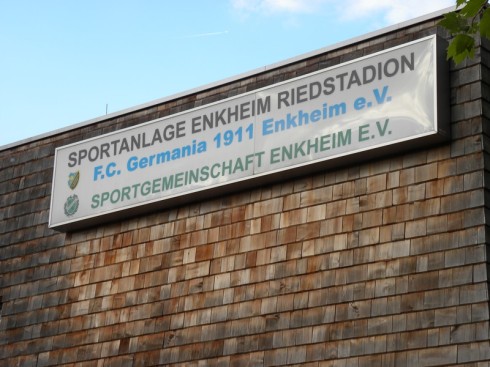 SPORTANLAGE ENKHEIM RIEDSTADION
F.C. Germania 1911 Enkheim e.V.
SPORTGEMEINSCHAFT ENKHEIM E.V.